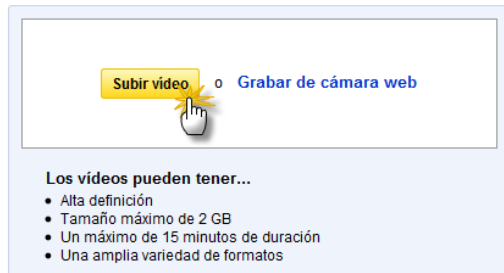 Subir vídeo o Grabar de cámara web
Los vídeos pueden tener...
Alta definición
Tamaño máximo de 2 GB
Un máximo de 15 minutos de duración
Una amplia variedad de formatos